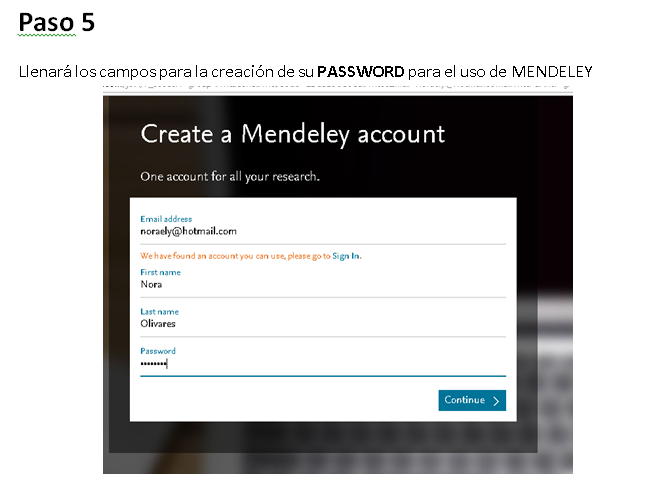 Paso 5
Llenará los campos para la creación de su PASSWORD para el uso de MENDELEY
Create a Mendeley account
One account for all your research.
Email address
noraely@hotmail.com
We have found an account you can use, please go to Sign In.
First name
Nora
Last name
Olivares
Password
••••••••
Continue >